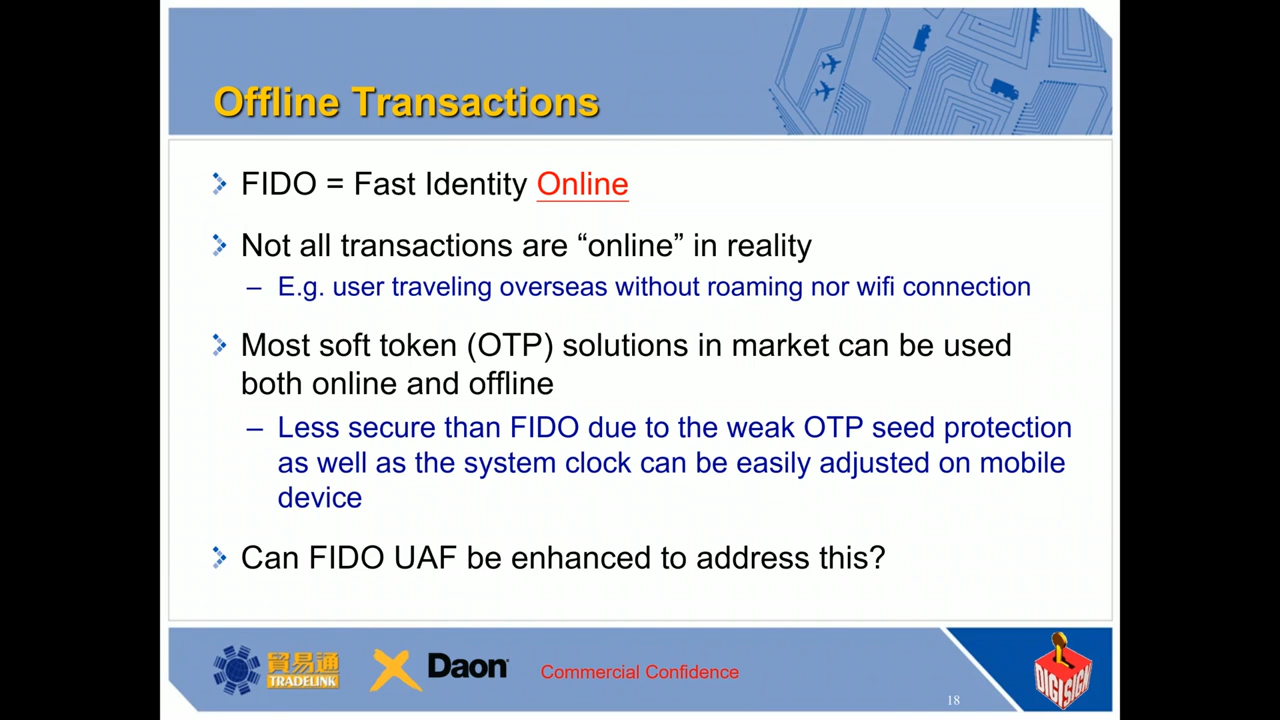 Offline Transactions
FIDO = Fast Identity Online
Not all transactions are “online” in reality
– E.g. user traveling overseas without roaming nor wifi connection
Most soft token (OTP) solutions in market can be used
both online and offline
– Less secure than FIDO due to the weak OTP seed protection
as well as the system clock can be easily adjusted on mobile
device
Can FIDO UAF be enhanced to address this?
貿易通
TRADELINK
Daon
Commercial Confidence
18
DIGISIGN